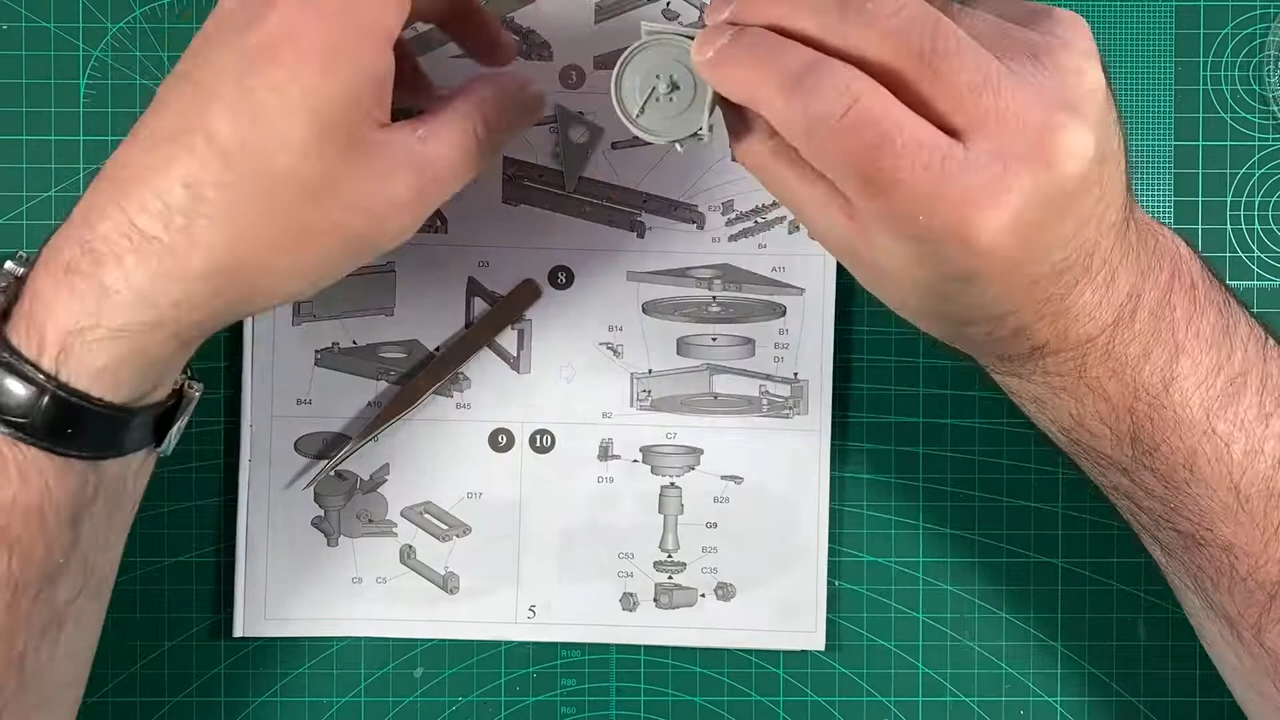 3
E23
B3
B4
D3
8
A11
B1
B14
B32
D1
B44
A10
B45
B2
9
10
C7
D19
B28
D17
G9
C53
B25
C34
C35
C8
C5
5
R100
R80
R60